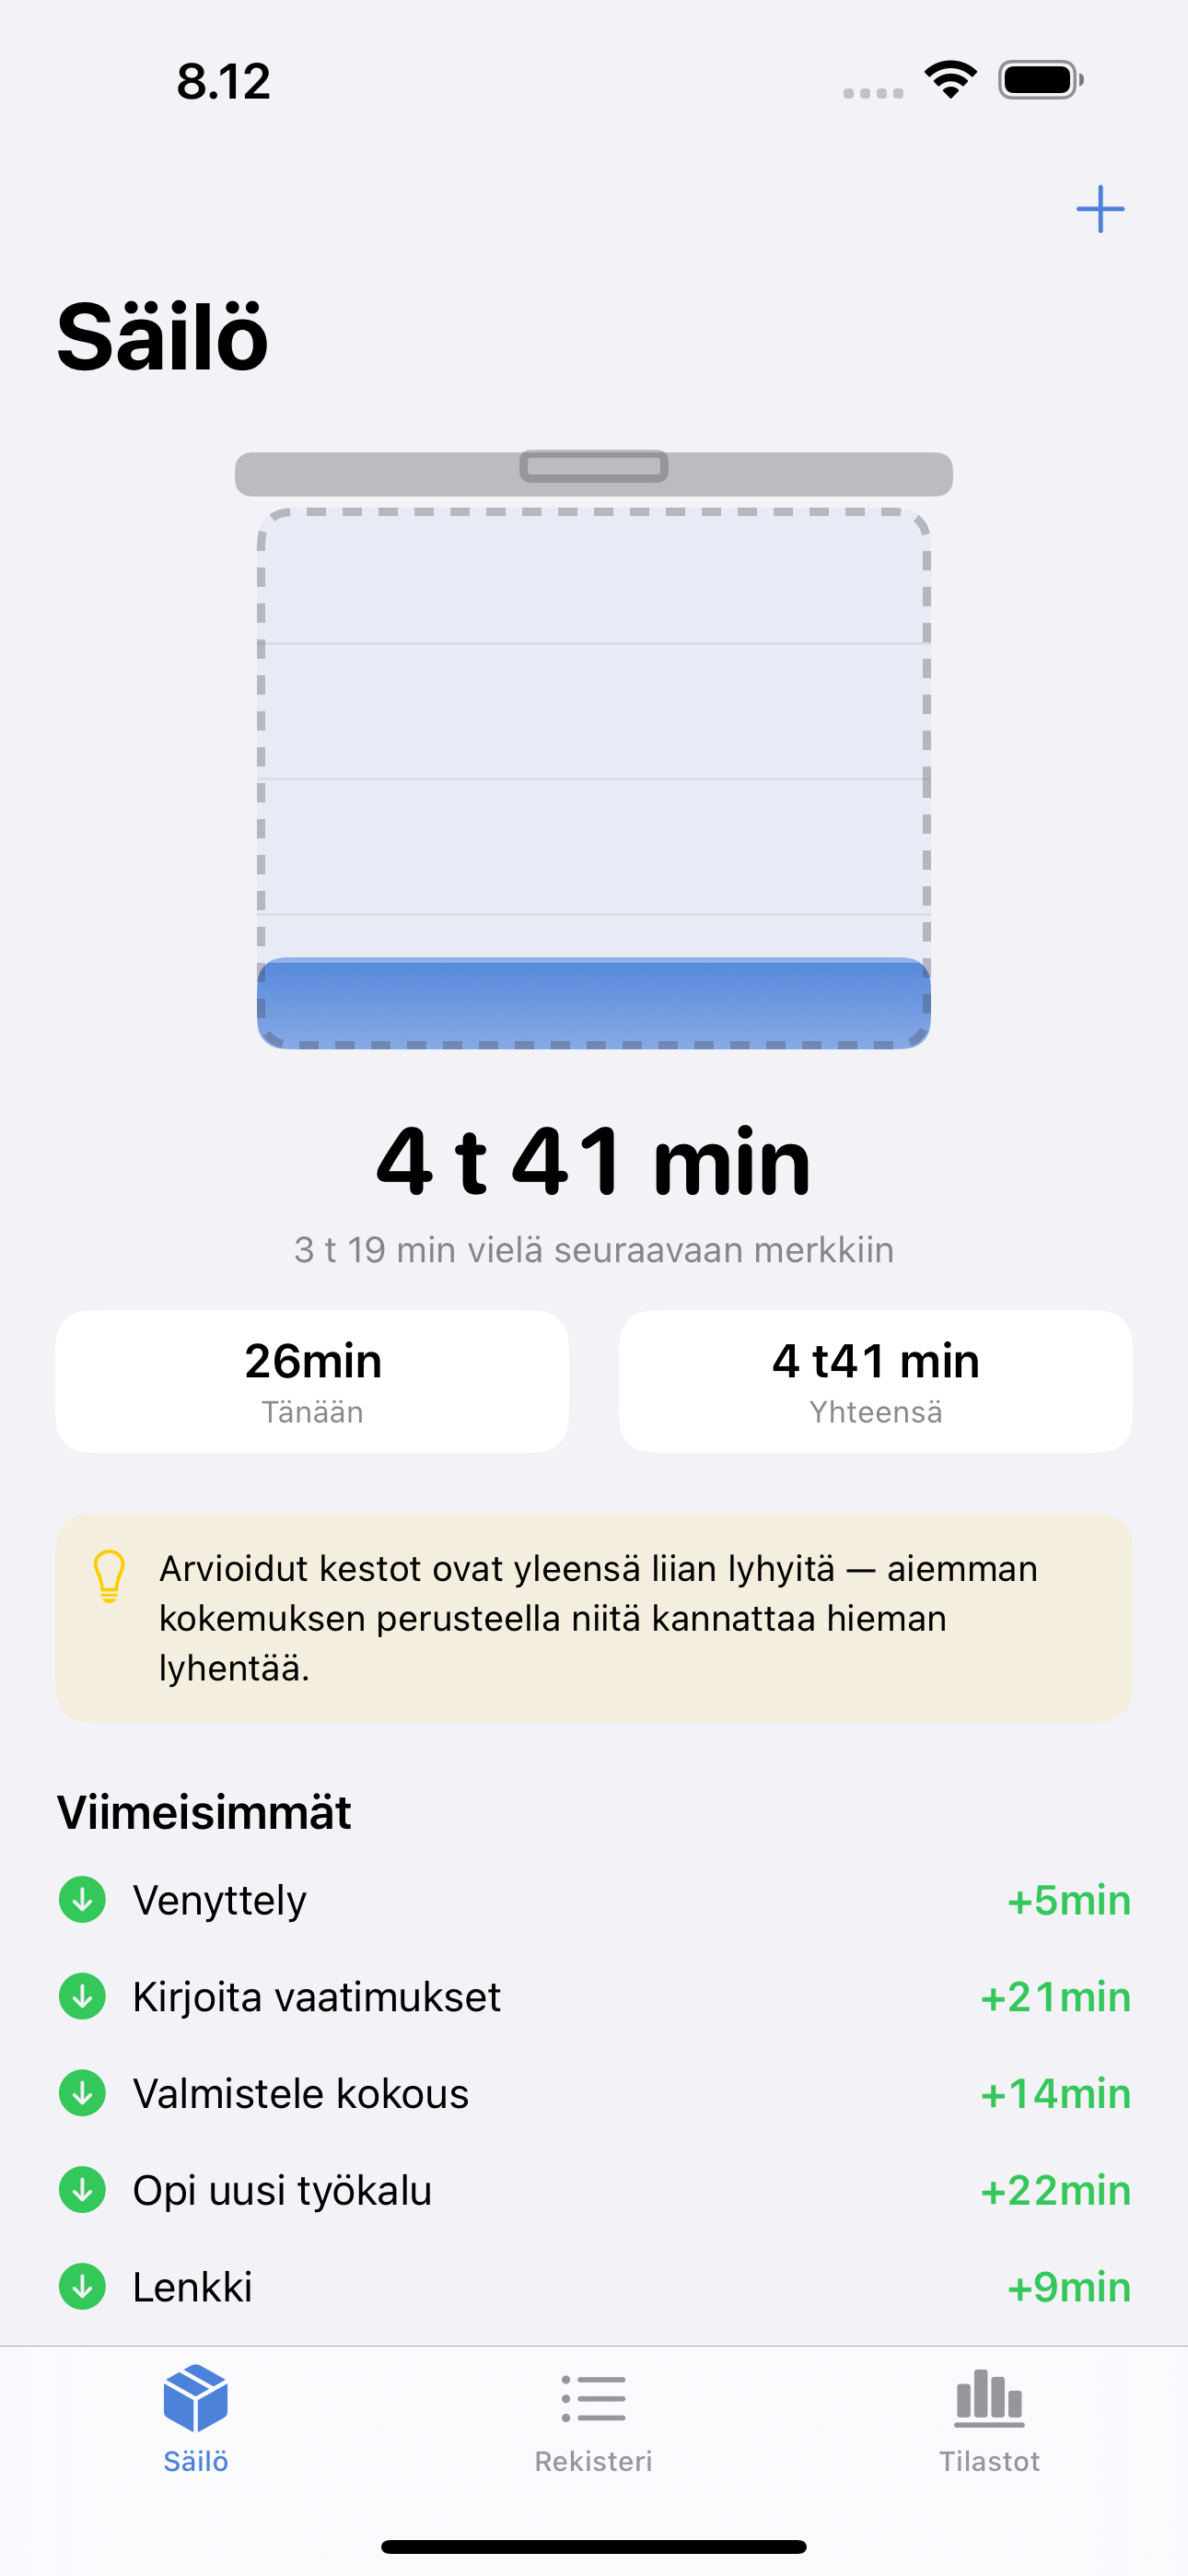 8.12
Säilö
4 t 41 min
3 t 19 min vielä seuraavaan merkkiin
26min
Tänään
4 t41 min
Yhteensä
Arvioidut kestot ovat yleensä liian lyhyitä — aiemman
kokemuksen perusteella niitä kannattaa hieman
lyhentää.
Viimeisimmät
Venyttely +5min
Kirjoita vaatimukset +21min
Valmistele kokous +14min
Opi uusi työkalu +22min
Lenkki +9min
Säilö Rekisteri Tilastot